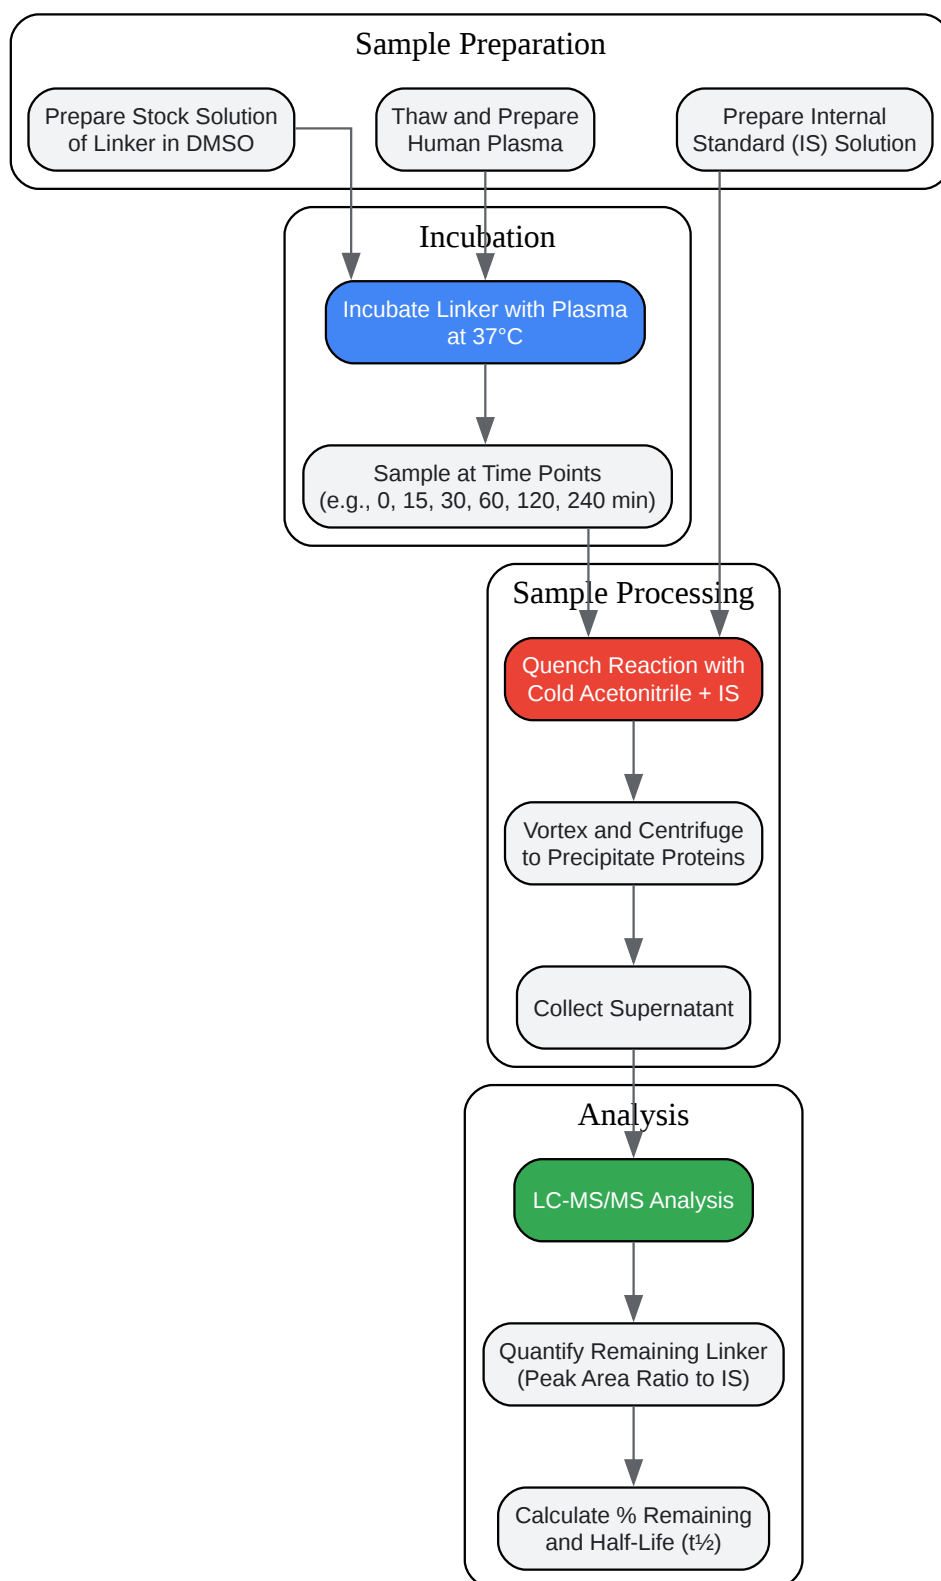 Sample Preparation
Prepare Stock Solution
of Linker in DMSO
Thaw and Prepare
Human Plasma
Prepare Internal
Standard (IS) Solution
Incubation
Incubate Linker with Plasma
at 37°C
Sample at Time Points
(e.g., 0, 15, 30, 60, 120, 240 min)
Sample Processing
Quench Reaction with
Cold Acetonitrile + IS
Vortex and Centrifuge
to Precipitate Proteins
Collect Supernatant
Analysis
LC-MS/MS Analysis
Quantify Remaining Linker
(Peak Area Ratio to IS)
Calculate % Remaining
and Half-Life (t½)